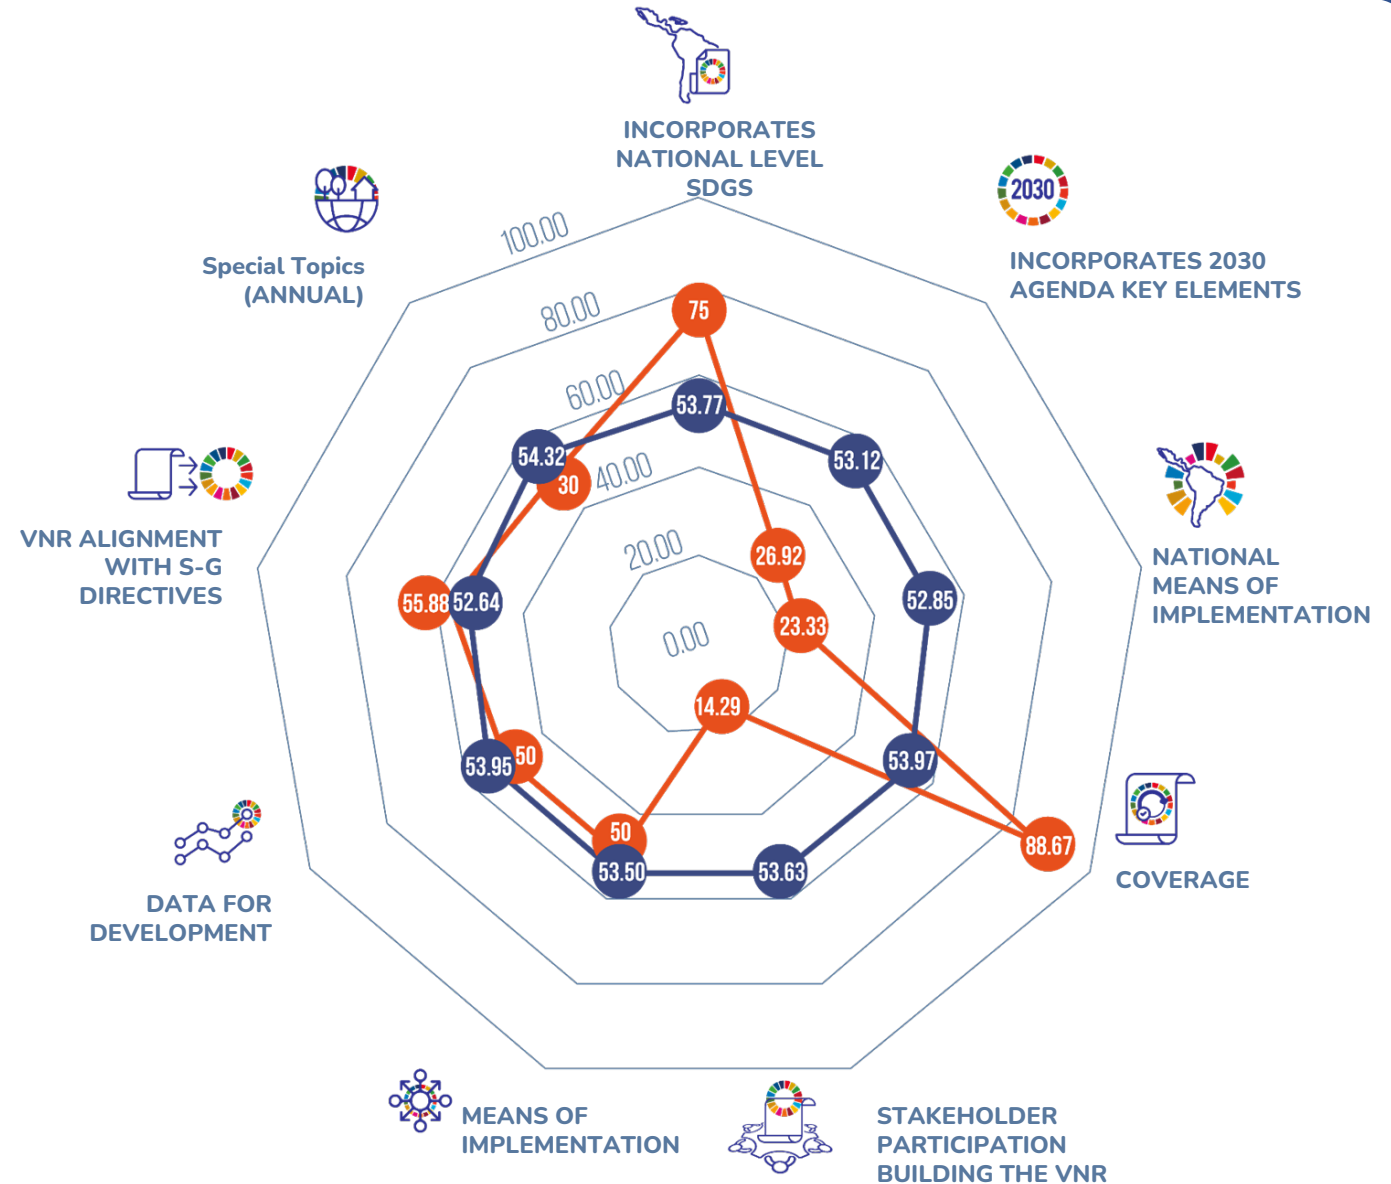 INCORPORATES
NATIONAL LEVEL
SDGS
2030
INCORPORATES 2030
AGENDA KEY ELEMENTS
Special Topics
(ANNUAL)
100.00
80.00
60.00
40.00
20.00
0.00
75
53.77
54.32
30
53.12
26.92
23.33
52.85
55.88
52.64
14.29
53.95
50
53.97
88.67
50
53.50
53.63
VNR ALIGNMENT
WITH S-G
DIRECTIVES
NATIONAL
MEANS OF
IMPLEMENTATION
COVERAGE
DATA FOR
DEVELOPMENT
MEANS OF
IMPLEMENTATION
STAKEHOLDER
PARTICIPATION
BUILDING THE VNR